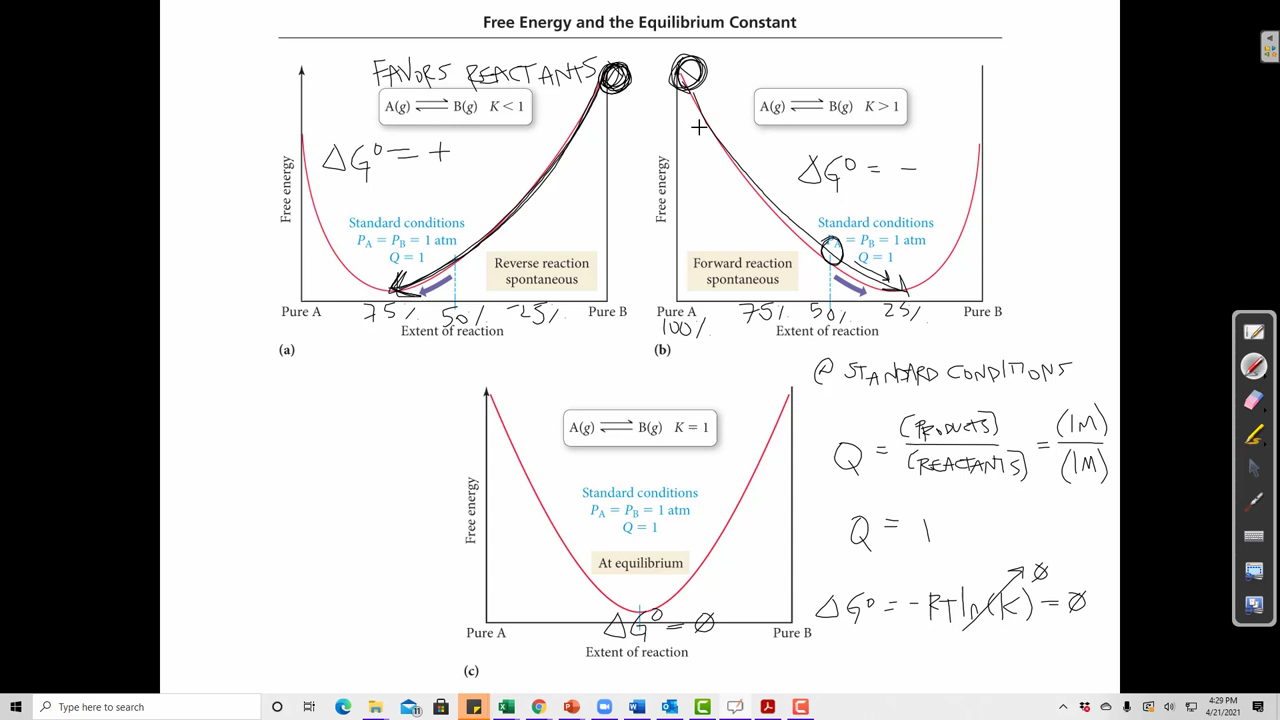 Free Energy and the Equilibrium Constant
FAVORS REACTANTS
A(g) ⇌ B(g) K < 1
ΔG° = +
Free energy
Standard conditions
P_A = P_B = 1 atm
Q = 1
Reverse reaction
spontaneous
Pure A
75%
50%
25%
Pure B
Extent of reaction
(a)
A(g) ⇌ B(g) K > 1
ΔG° = -
Free energy
Standard conditions
P_A = P_B = 1 atm
Q = 1
Forward reaction
spontaneous
Pure A
100%
75%
50%
25%
Pure B
Extent of reaction
(b)
@ STANDARD CONDITIONS
Q = [PRODUCTS] / [REACTANTS] = (1M) / (1M)
Q = 1
ΔG° = -RT ln(K) = Ø
Ø
A(g) ⇌ B(g) K = 1
Free energy
Standard conditions
P_A = P_B = 1 atm
Q = 1
At equilibrium
ΔG° = Ø
Pure A
Pure B
Extent of reaction
(c)
Type here to search
11
4:29 PM
4/21/2021